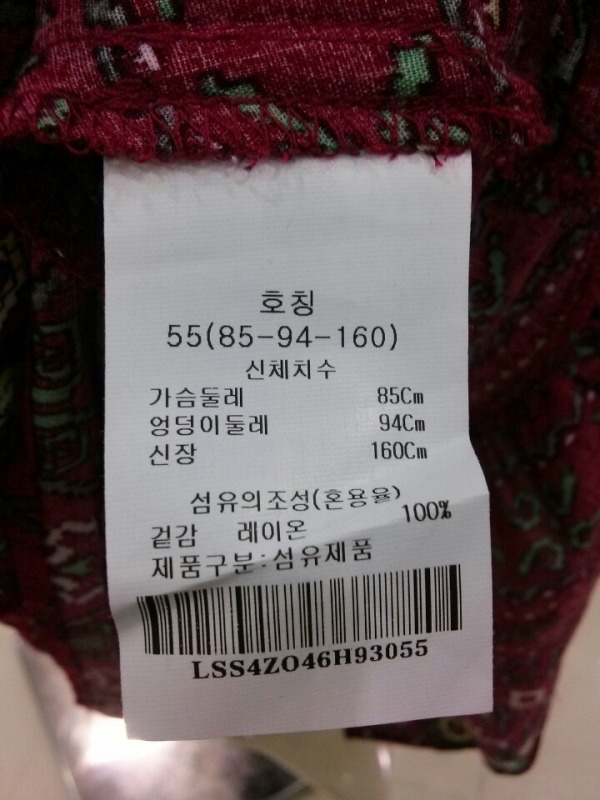 호칭
55(85-94-160)
신체치수
가슴둘레 85Cm
엉덩이둘레 94Cm
신장 160Cm
섬유의조성(혼용율)
겉감 레이온 100%
제품구분:섬유제품
LSS4ZO46H93055